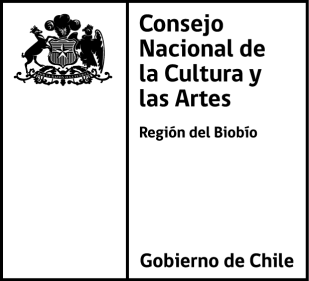 Consejo
Nacional de
la Cultura y
las Artes
Región del Biobío
Gobierno de Chile